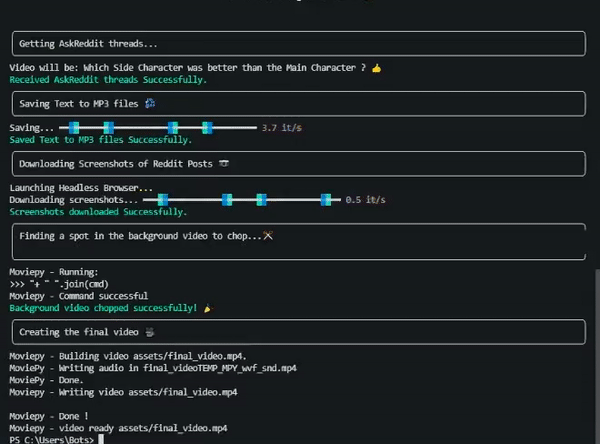 Getting AskReddit threads...
Video will be: Which Side Character was better than the Main Character ? 👍
Received AskReddit threads Successfully.
Saving Text to MP3 files 🎶
Saving... 3.7 it/s
Saved Text to MP3 files Successfully.
Downloading Screenshots of Reddit Posts
Launching Headless Browser...
Downloading screenshots... 0.5 it/s
Screenshots downloaded Successfully.
Finding a spot in the background video to chop...✂️
Moviepy - Running:
>>> "+ " ".join(cmd)
Moviepy - Command successful
Background video chopped successfully! 🎉
Creating the final video 🎥
Moviepy - Building video assets/final_video.mp4.
MoviePy - Writing audio in final_videoTEMP_MPY_wvf_snd.mp4
MoviePy - Done.
Moviepy - Writing video assets/final_video.mp4
Moviepy - Done !
Moviepy - video ready assets/final_video.mp4
PS C:\Users\Bots>